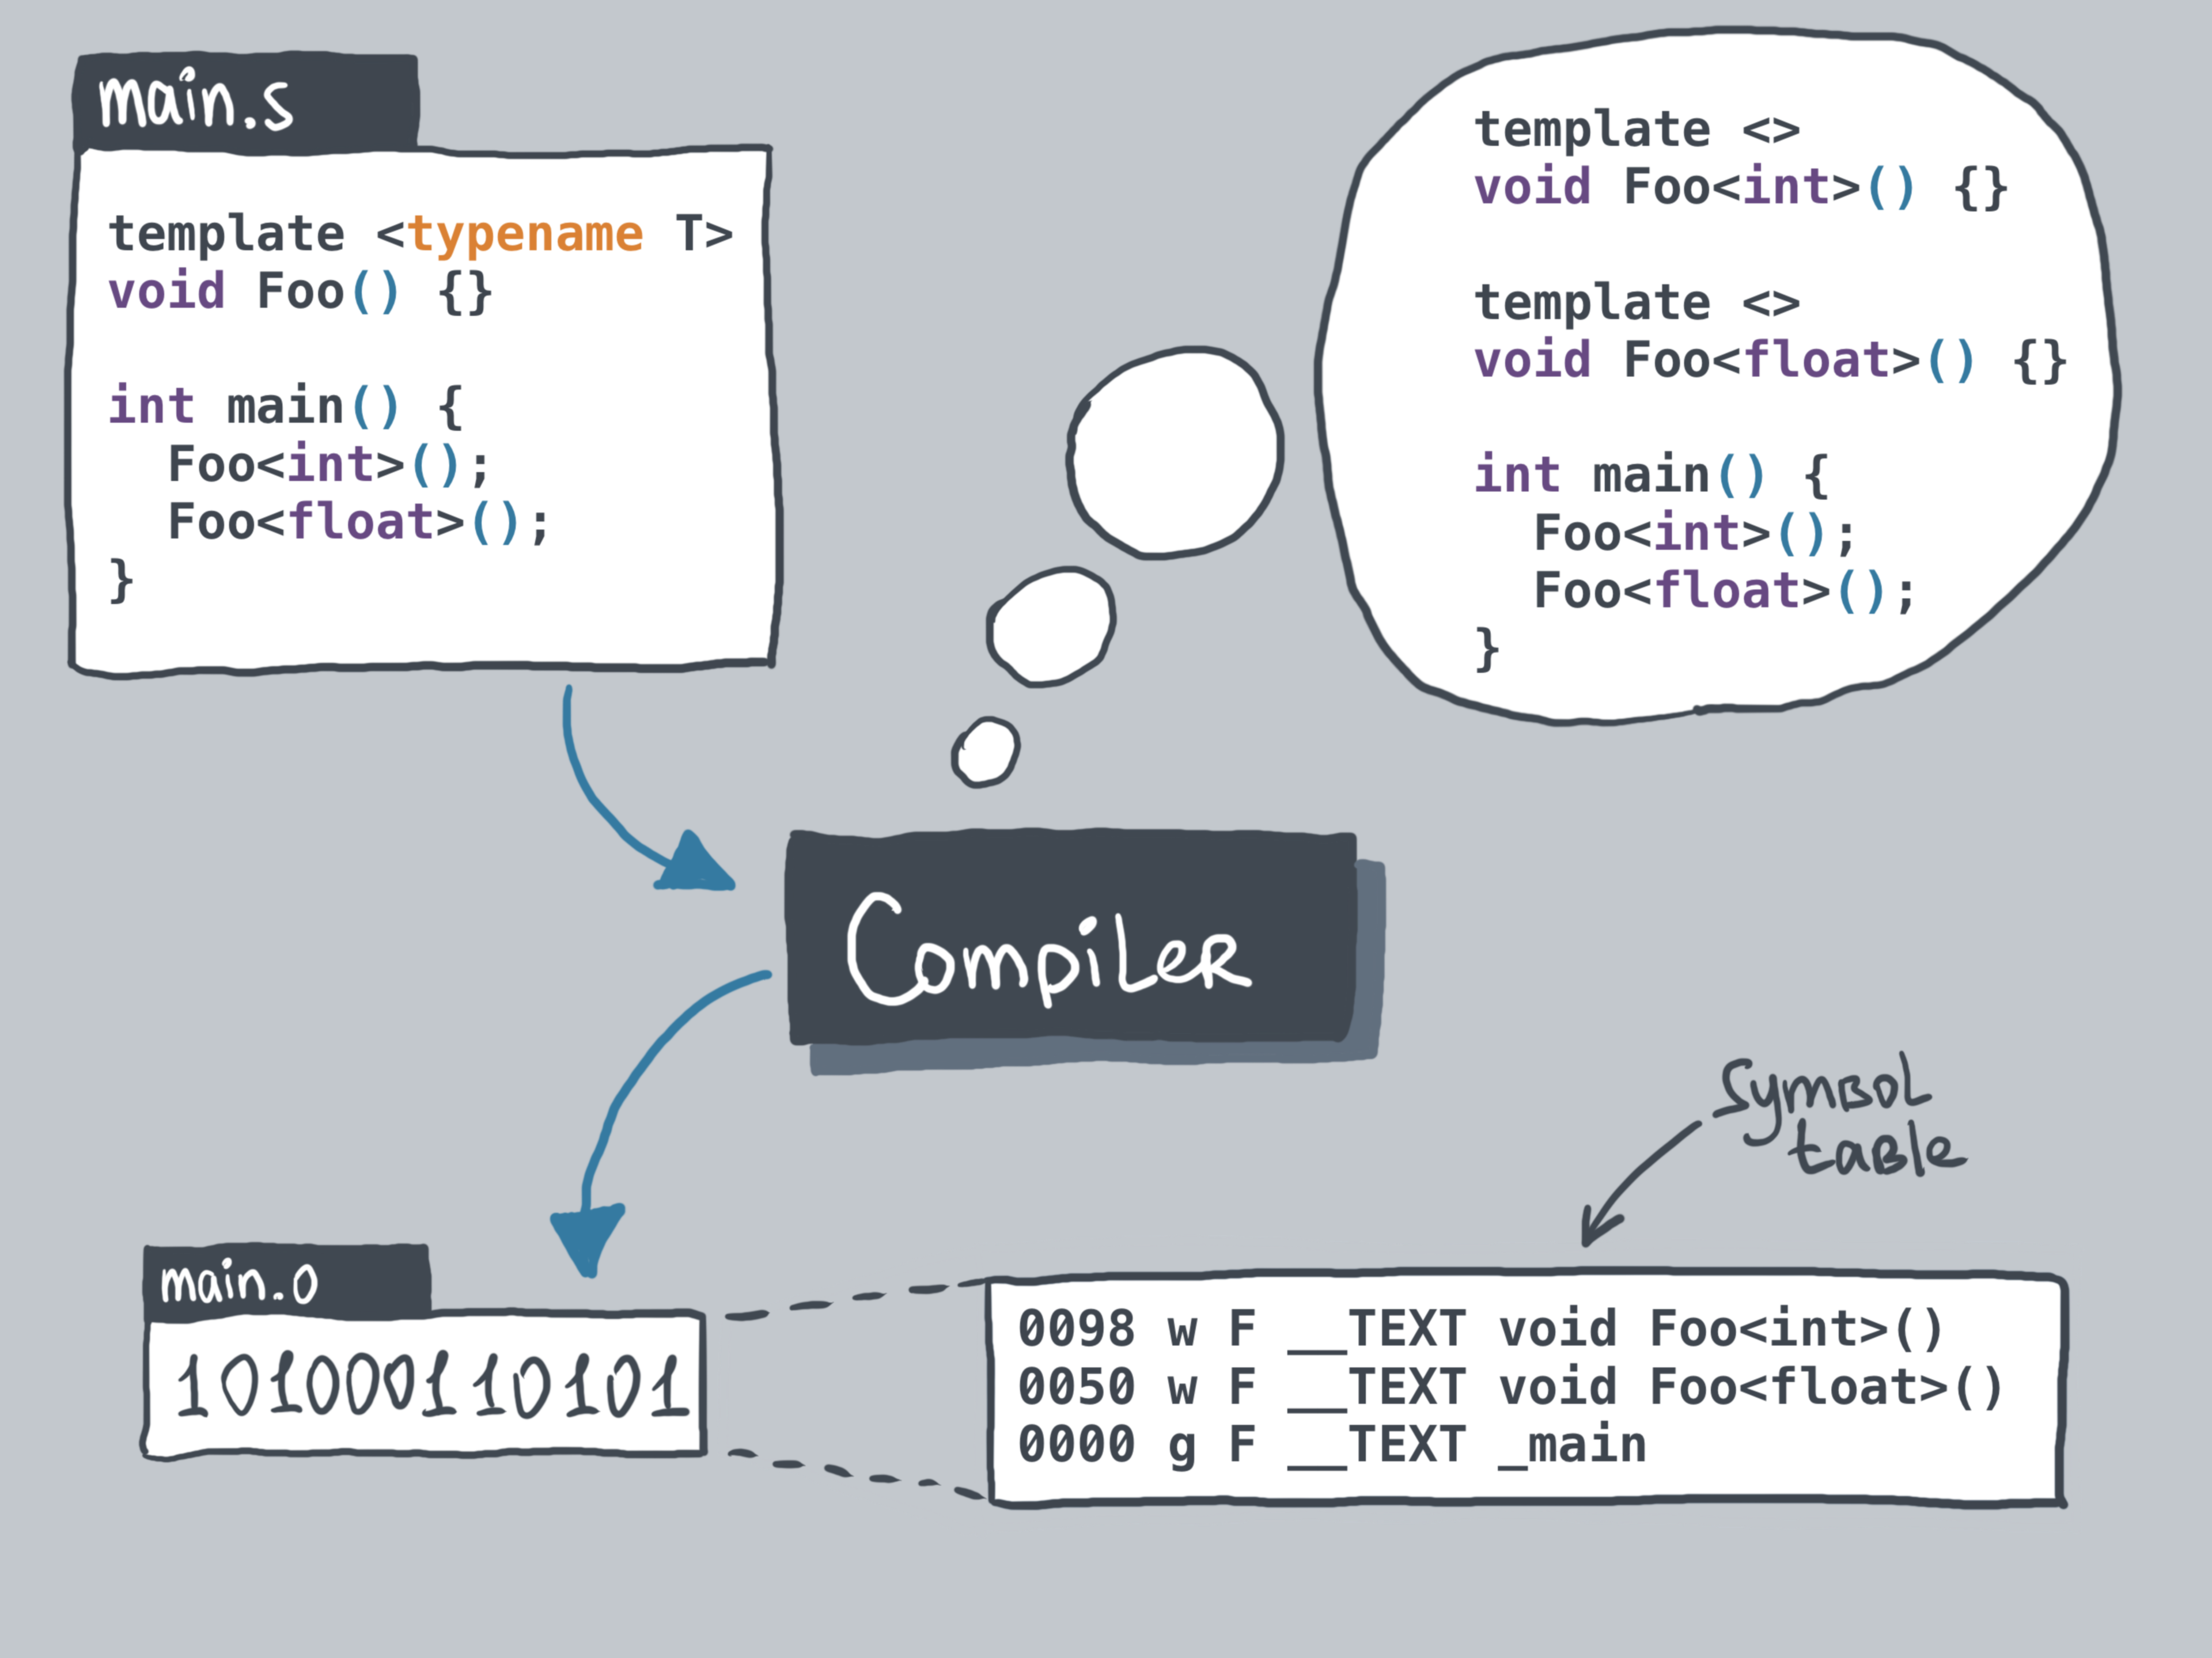 main.s
template <typename T>
void Foo() {}
int main() {
  Foo<int>();
  Foo<float>();
}
template <>
void Foo<int>() {}
template <>
void Foo<float>() {}
int main() {
  Foo<int>();
  Foo<float>();
}
Compiler
Symbol
table
main.o
101000110101
0098 w F __TEXT void Foo<int>()
0050 w F __TEXT void Foo<float>()
0000 g F __TEXT _main